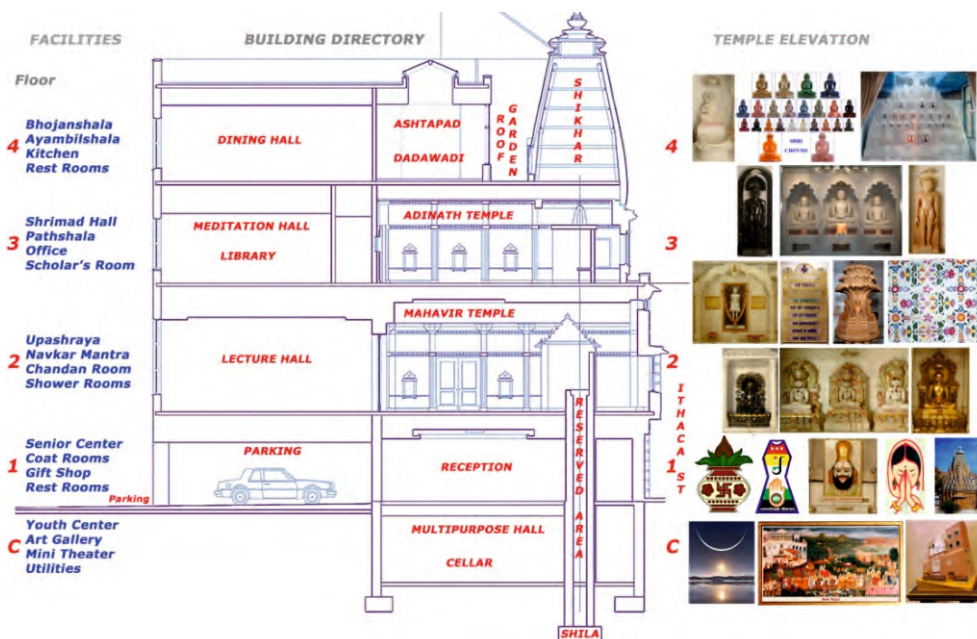 FACILITIES
BUILDING DIRECTORY
TEMPLE ELEVATION
Floor
4
Bhojanshala
Ayambilshala
Kitchen
Rest Rooms
DINING HALL
ASHTAPAD
DADAWADI
ROOF
GARDEN
SHIKHAR
4
SHRI
CHOVISI
3
Shrimad Hall
Pathshala
Office
Scholar's Room
MEDITATION HALL
LIBRARY
ADINATH TEMPLE
3
2
Upashraya
Navkar Mantra
Chandan Room
Shower Rooms
LECTURE HALL
MAHAVIR TEMPLE
2
1
Senior Center
Coat Rooms
Gift Shop
Rest Rooms
Parking
PARKING
RECEPTION
RESERVED AREA
ITHACA ST
1
C
Youth Center
Art Gallery
Mini Theater
Utilities
MULTIPURPOSE HALL
CELLAR
SHILA
C